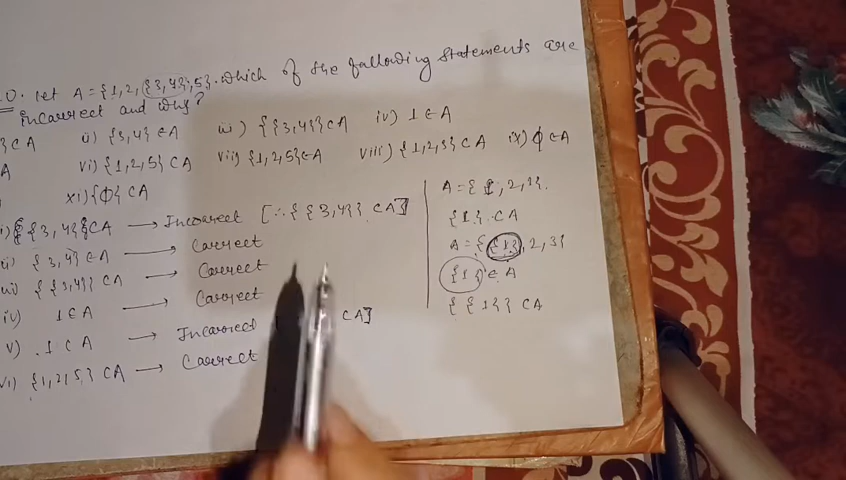 0. Let A = {1,2,{3,4},5}. Which of the following statements are
incorrect and why?
}⊂A ii) {3,4}∈A iii) {{3,4}}⊂A iv) 1∈A
A vi) {1,2,5}⊂A vii) {1,2,5}∈A viii) {1,2,3}⊂A ix) Φ∈A
xi) {Φ}⊂A
i) {3,4}⊂A → Incorrect [∵{{3,4}}⊂A]
ii) {3,4}∈A → Correct
iii) {{3,4}}⊂A → Correct
iv) 1∈A → Correct
v) 1⊂A → Incorrect ⊂A]
vi) {1,2,5}⊂A → Correct
A={1,2,3}.
{1}⊂A
A={{1},2,3}
{1}∈A
{{1}}⊂A